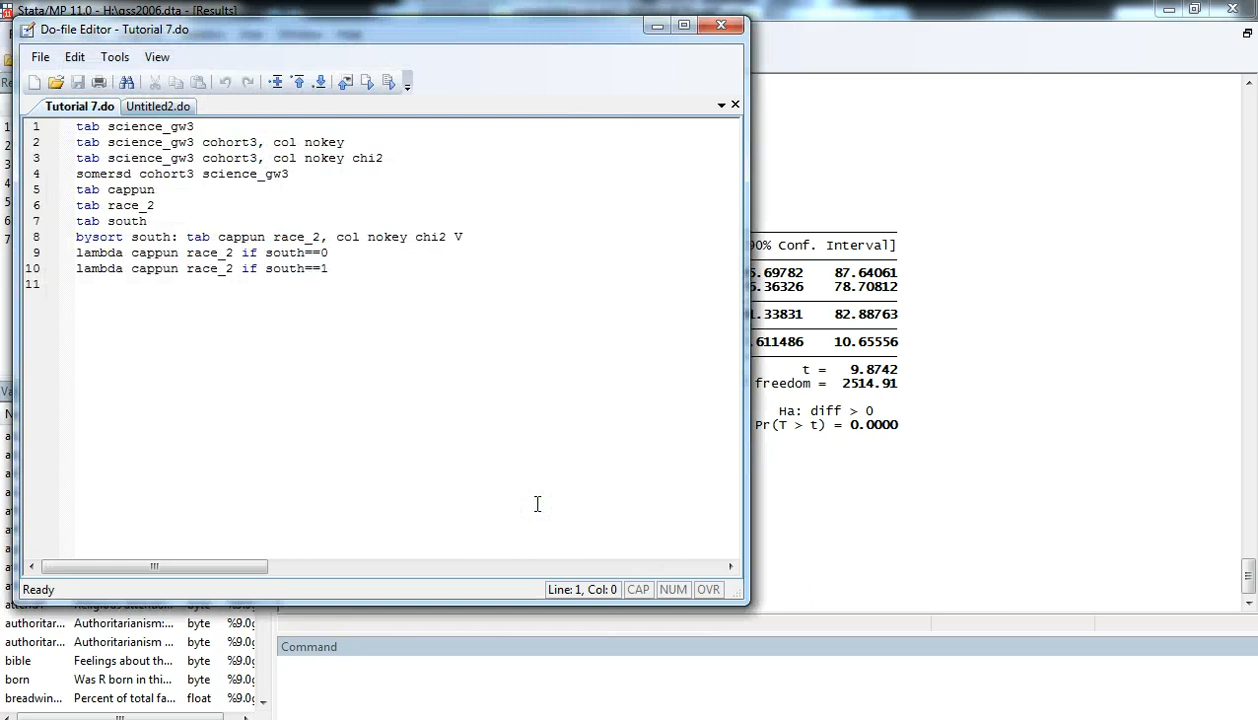 Stata/MP 11.0 - H:\gss2006.dta - [Results]
Do-file Editor - Tutorial 7.do
File Edit Tools View
Tutorial 7.do Untitled2.do
1 tab science_gw3
2 tab science_gw3 cohort3, col nokey
3 tab science_gw3 cohort3, col nokey chi2
4 somersd cohort3 science_gw3
5 tab cappun
6 tab race_2
7 tab south
8 bysort south: tab cappun race_2, col nokey chi2 V
9 lambda cappun race_2 if south==0
10 lambda cappun race_2 if south==1
11
Ready Line: 1, Col: 0 CAP NUM OVR
90% Conf. Interval]
.69782 87.64061
.36326 78.70812
.33831 82.88763
.611486 10.65556
t = 9.8742
freedom = 2514.91
Ha: diff > 0
Pr(T > t) = 0.0000
authoritar... Authoritarianism:... byte %9.0g
authoritar... Authoritarianism ... byte %9.0g
bible Feelings about th... byte %9.0g
born Was R born in thi... byte %9.0g
breadwin... Percent of total fa... float %9.0g
Command